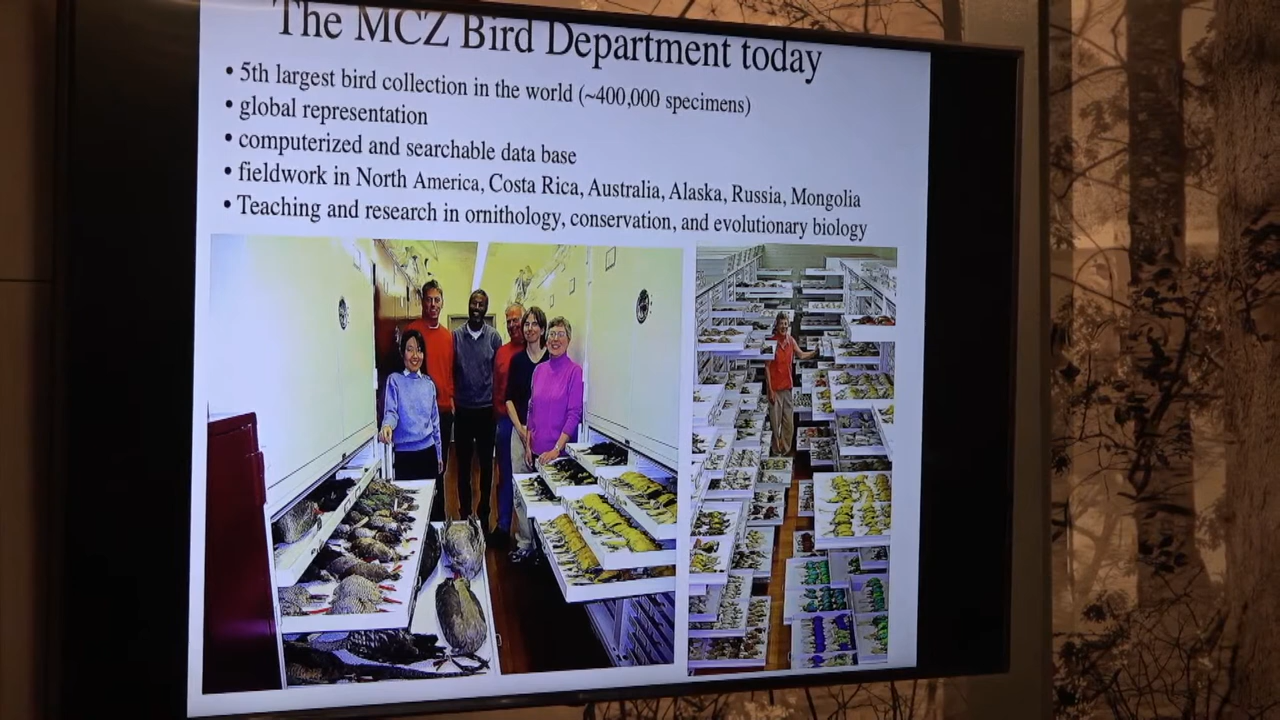 The MCZ Bird Department today
• 5th largest bird collection in the world (~400,000 specimens)
• global representation
• computerized and searchable data base
• fieldwork in North America, Costa Rica, Australia, Alaska, Russia, Mongolia
• Teaching and research in ornithology, conservation, and evolutionary biology